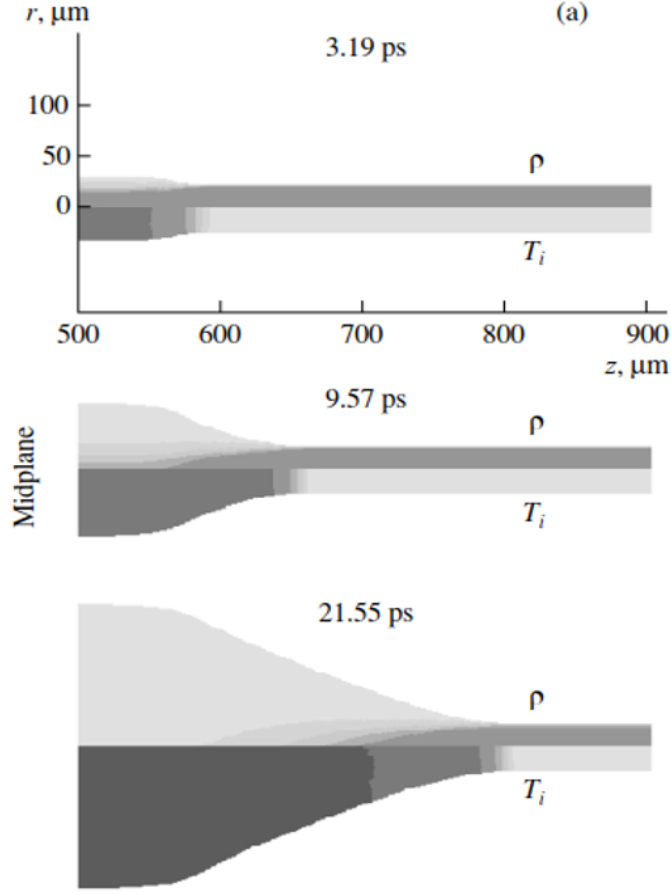 r, μm
(a)
3.19 ps
100
50
0
ρ
T_i
500 600 700 800 900
z, μm
9.57 ps
ρ
Midplane
T_i
21.55 ps
ρ
T_i